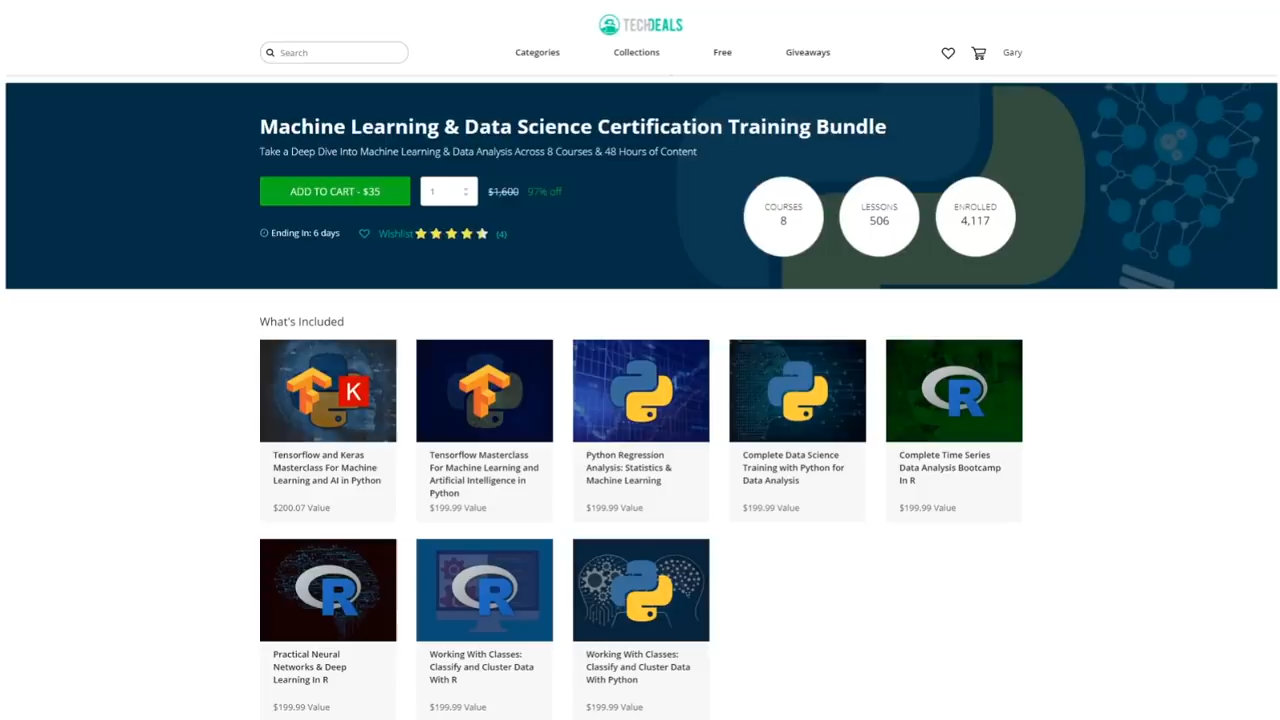 TECHDEALS
Search
Categories
Collections
Free
Giveaways
Gary
Machine Learning & Data Science Certification Training Bundle
Take a Deep Dive Into Machine Learning & Data Analysis Across 8 Courses & 48 Hours of Content
ADD TO CART - $35
1
$1,600
97% off
Ending In: 6 days
Wishlist
(4)
COURSES
8
LESSONS
506
ENROLLED
4,117
What's Included
K
Tensorflow and Keras
Masterclass For Machine
Learning and AI in Python
$200.07 Value
Tensorflow Masterclass
For Machine Learning and
Artificial Intelligence in
Python
$199.99 Value
Python Regression
Analysis: Statistics &
Machine Learning
$199.99 Value
Complete Data Science
Training with Python for
Data Analysis
$199.99 Value
R
Complete Time Series
Data Analysis Bootcamp
In R
$199.99 Value
R
Practical Neural
Networks & Deep
Learning In R
$199.99 Value
R
Working With Classes:
Classify and Cluster Data
With R
$199.99 Value
Working With Classes:
Classify and Cluster Data
With Python
$199.99 Value